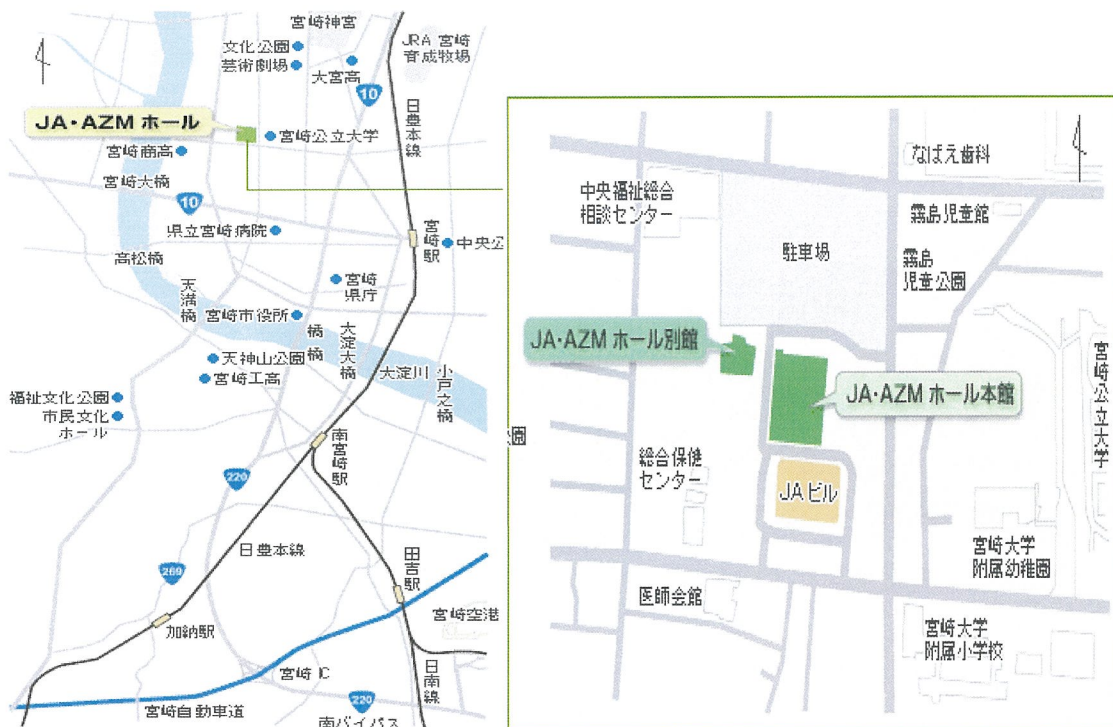 宮崎神宮
文化公園
芸術劇場
大宮高
JRA 宮崎
育成牧場
10
日豊本線
JA・AZM ホール
宮崎公立大学
宮崎商高
宮崎大橋
10
県立宮崎病院
宮崎駅
中央公
高松橋
宮崎
県庁
天満橋
宮崎市役所
橘橋
大淀大橋
天神山公園
宮崎工高
大淀川
小戸之橋
福祉文化公園
市民文化
ホール
南宮崎駅
220
日豊本線
269
田吉駅
加納駅
宮崎空港
宮崎 IC
日南線
宮崎自動車道
220
南バイパス
なばえ歯科
中央福祉総合
相談センター
霧島児童館
駐車場
霧島
児童公園
JA・AZM ホール別館
JA・AZM ホール本館
宮崎公立大学
園
総合保健
センター
JAビル
宮崎大学
附属幼稚園
医師会館
宮崎大学
附属小学校